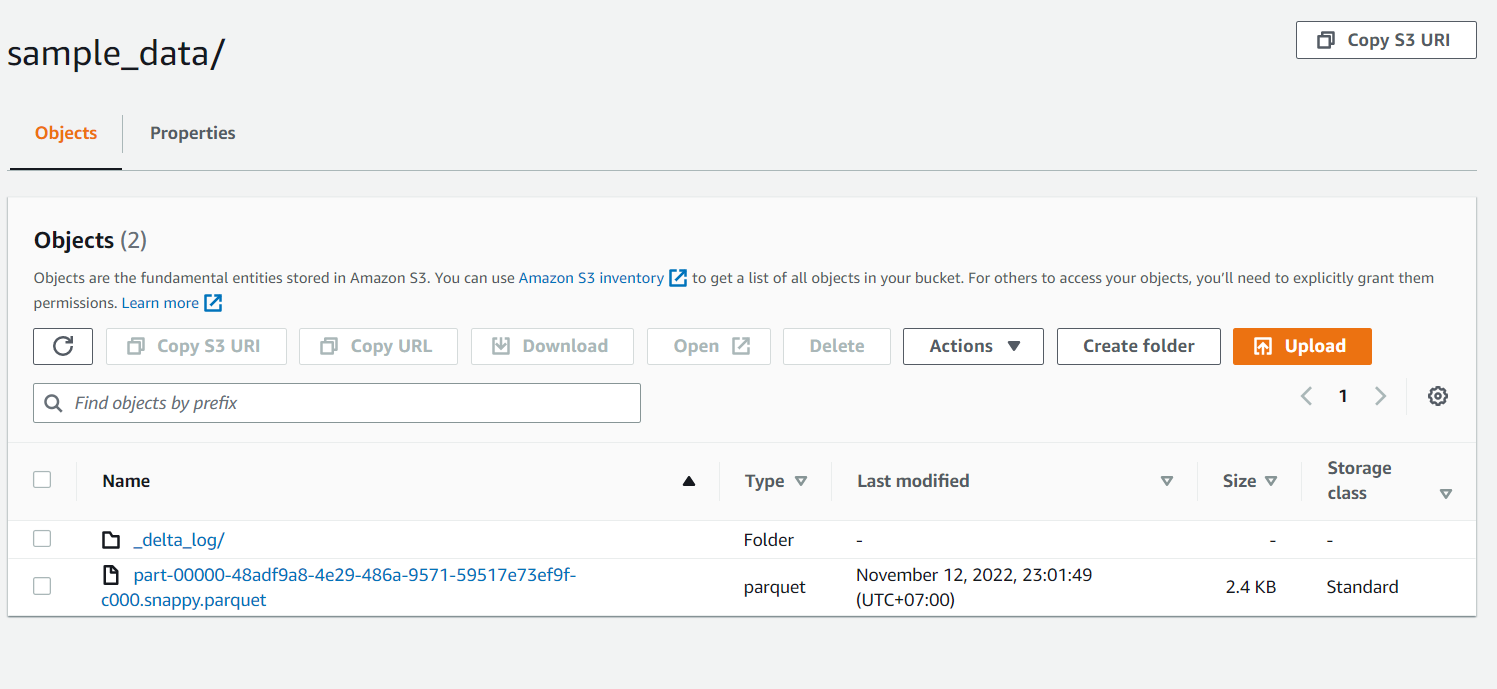 sample_data/
Copy S3 URI
Objects
Properties
Objects (2)
Objects are the fundamental entities stored in Amazon S3. You can use Amazon S3 inventory to get a list of all objects in your bucket. For others to access your objects, you’ll need to explicitly grant them
permissions. Learn more
Copy S3 URI
Copy URL
Download
Open
Delete
Actions
Create folder
Upload
Find objects by prefix
1
Name
Type
Last modified
Size
Storage
class
_delta_log/
Folder
-
-
-
part-00000-48adf9a8-4e29-486a-9571-59517e73ef9f-
c000.snappy.parquet
parquet
November 12, 2022, 23:01:49
(UTC+07:00)
2.4 KB
Standard